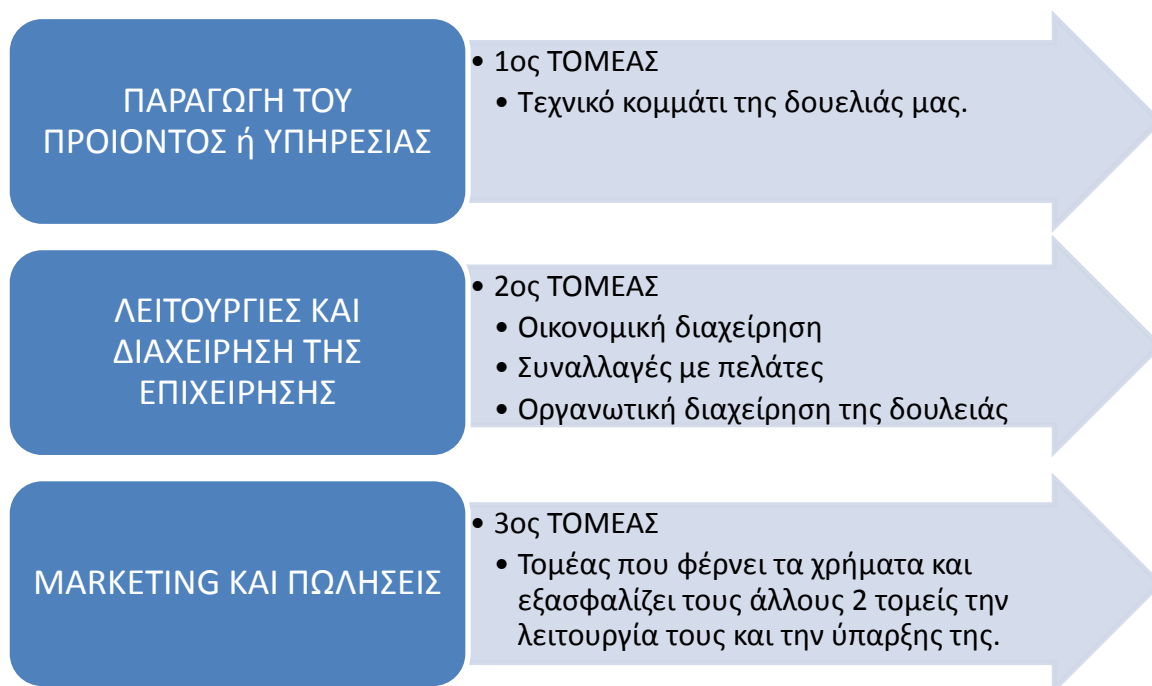 ΠΑΡΑΓΩΓΗ ΤΟΥ
ΠΡΟΙΟΝΤΟΣ ή ΥΠΗΡΕΣΙΑΣ
• 1ος ΤΟΜΕΑΣ
• Τεχνικό κομμάτι της δουελιάς μας.
ΛΕΙΤΟΥΡΓΙΕΣ ΚΑΙ
ΔΙΑΧΕΙΡΗΣΗ ΤΗΣ
ΕΠΙΧΕΙΡΗΣΗΣ
• 2ος ΤΟΜΕΑΣ
• Οικονομική διαχείρηση
• Συναλλαγές με πελάτες
• Οργανωτική διαχείρηση της δουλειάς
MARKETING ΚΑΙ ΠΩΛΗΣΕΙΣ
• 3ος ΤΟΜΕΑΣ
• Τομέας που φέρνει τα χρήματα και
εξασφαλίζει τους άλλους 2 τομείς την
λειτουργία τους και την ύπαρξης της.